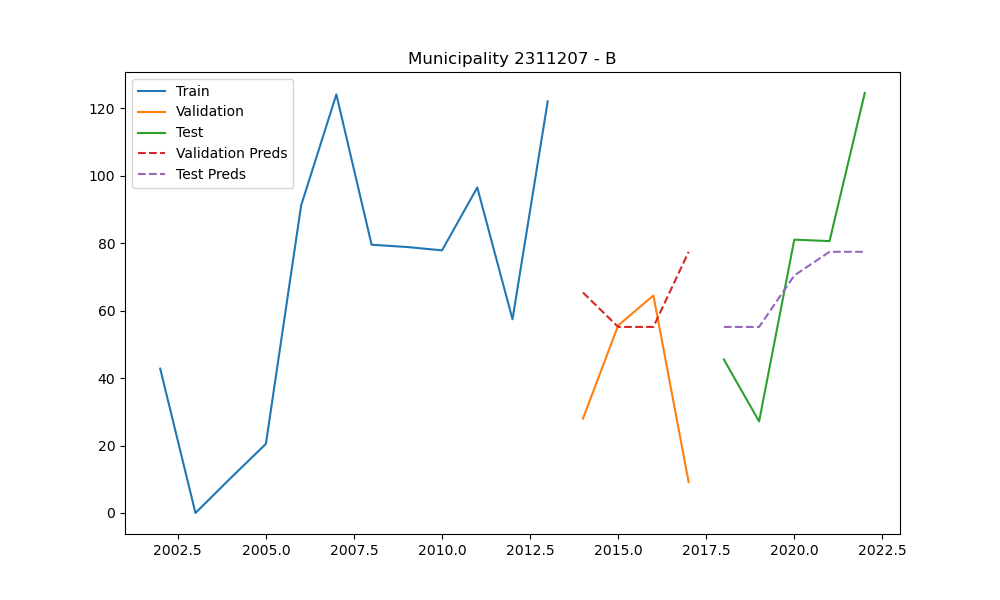 Municipality 2311207 - B
Train
Validation
Test
Validation Preds
Test Preds
120
100
80
60
40
20
0
2002.5 2005.0 2007.5 2010.0 2012.5 2015.0 2017.5 2020.0 2022.5